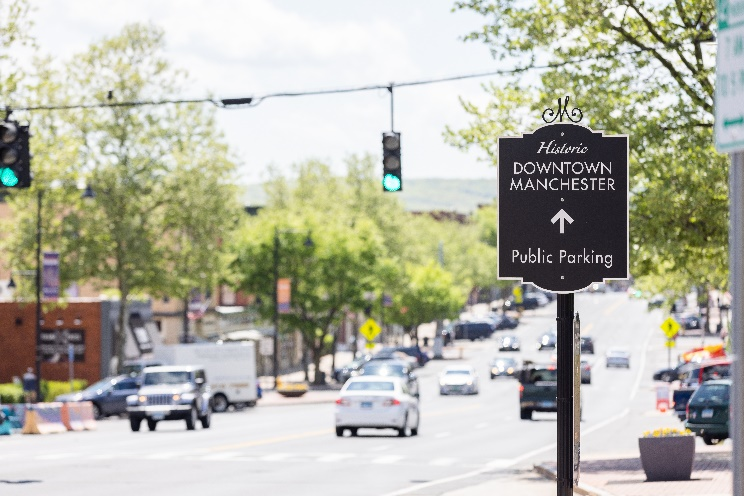 M
Historic
DOWNTOWN
MANCHESTER
Public Parking